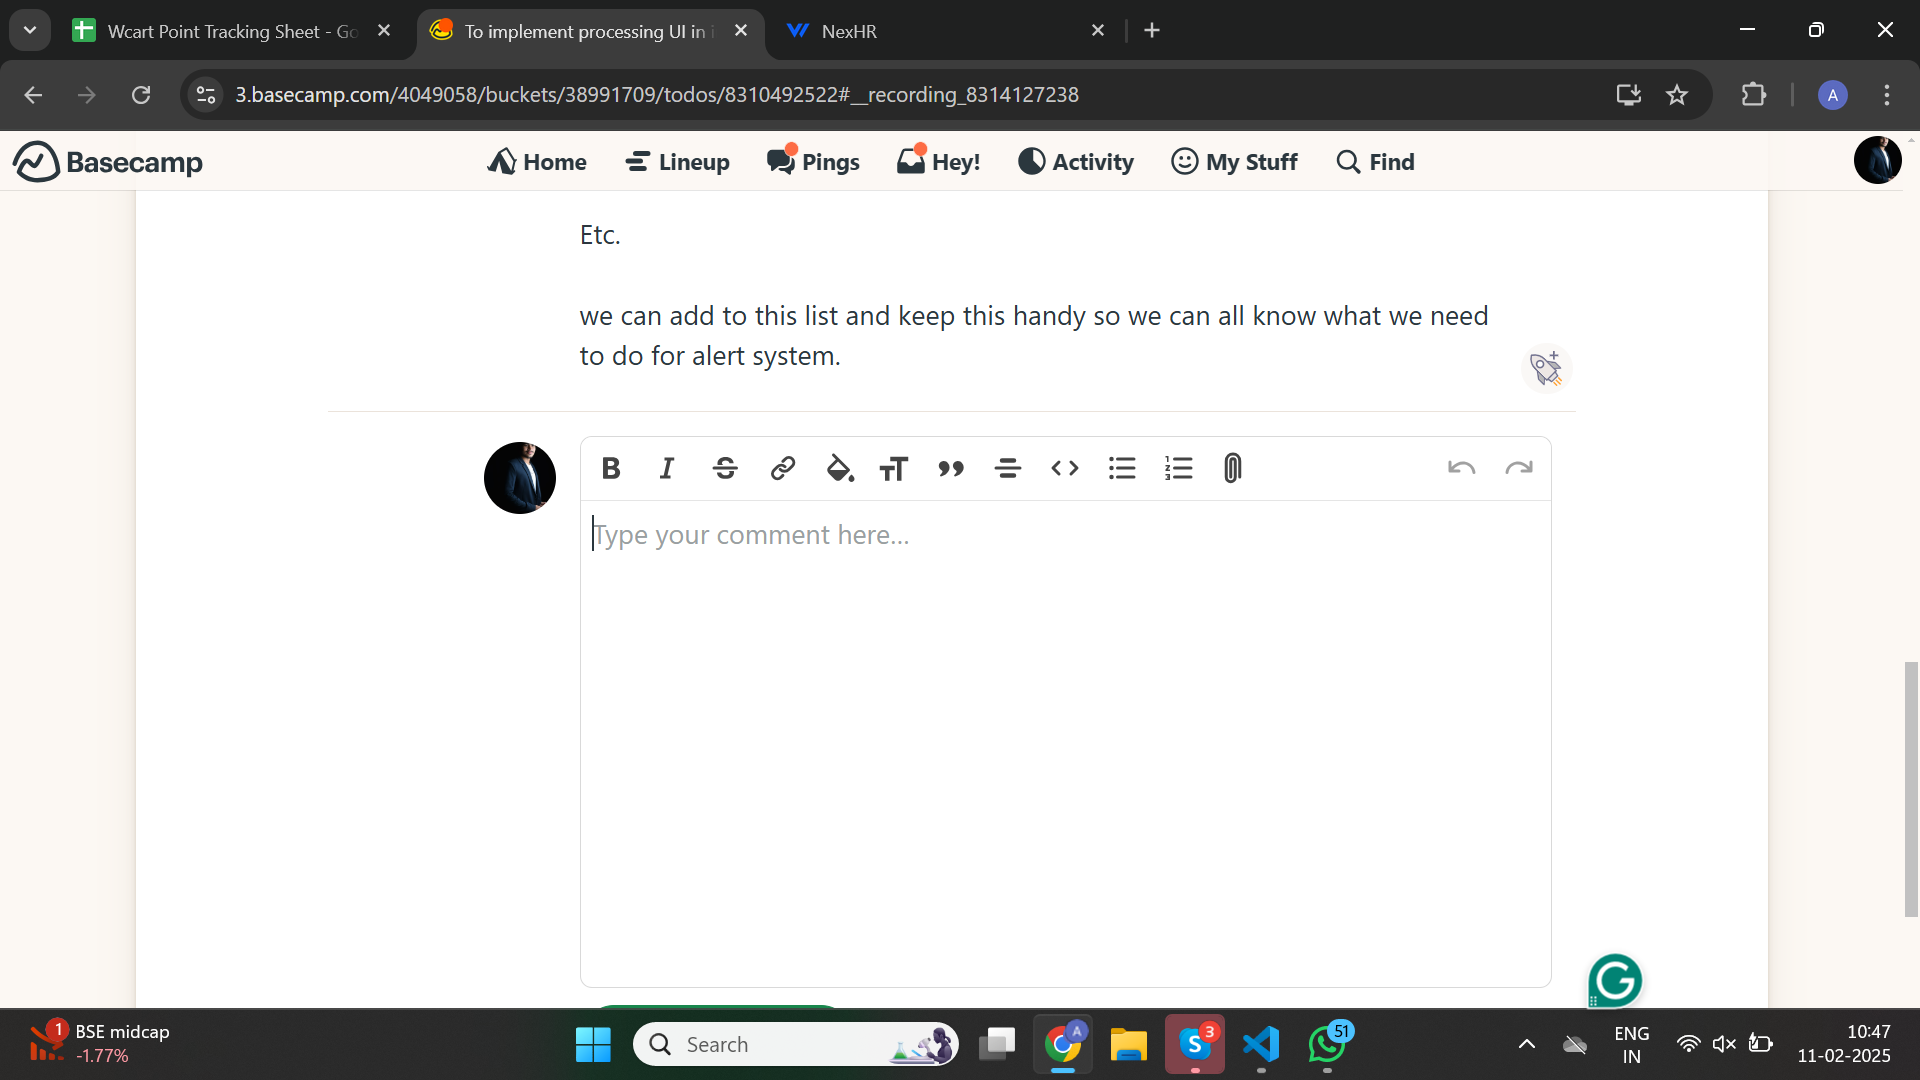 Wcart Point Tracking Sheet - Go
To implement processing UI in i
NexHR
3.basecamp.com/4049058/buckets/38991709/todos/8310492522#__recording_8314127238
A
Basecamp
Home
Lineup
Pings
Hey!
Activity
My Stuff
Find
Etc.
we can add to this list and keep this handy so we can all know what we need
to do for alert system.
Type your comment here...
1
BSE midcap
-1.77%
Search
A
3
51
ENG
IN
10:47
11-02-2025